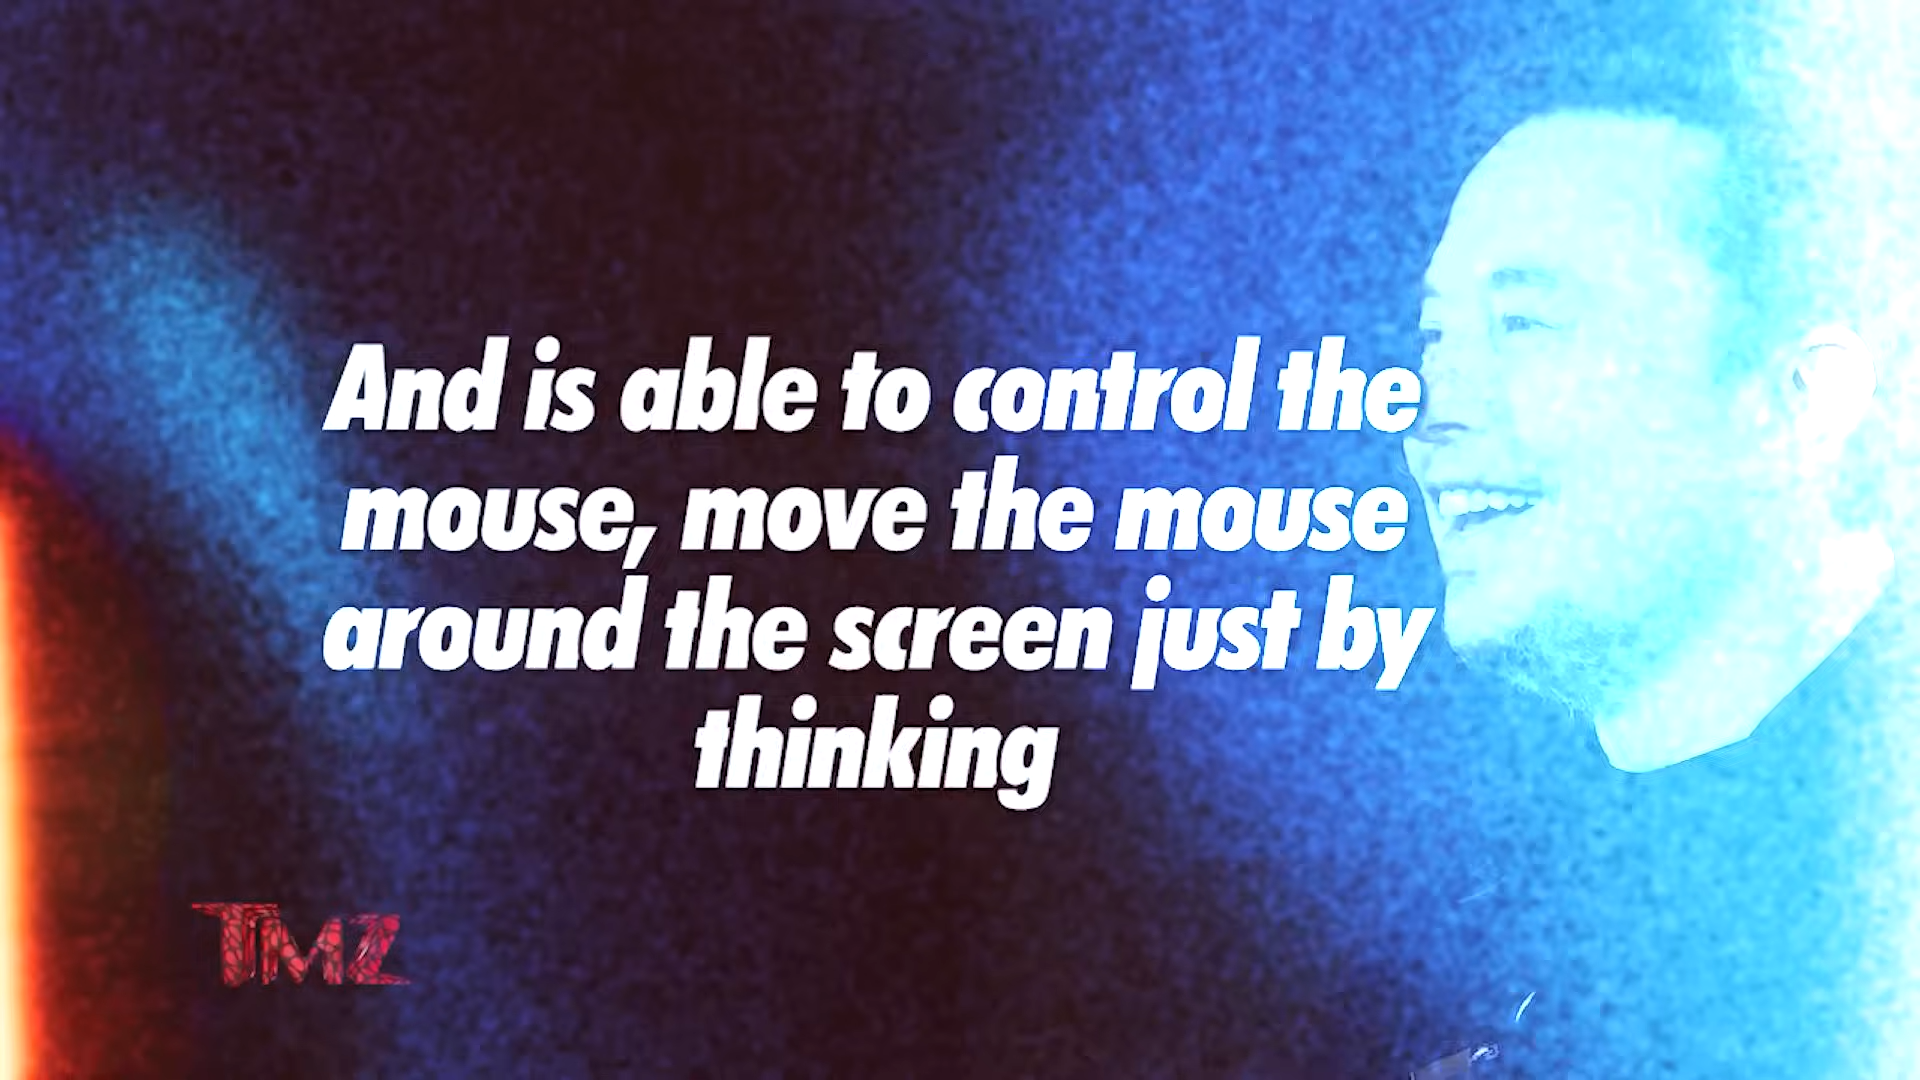 And is able to control the
mouse, move the mouse
around the screen just by
thinking
TMZ